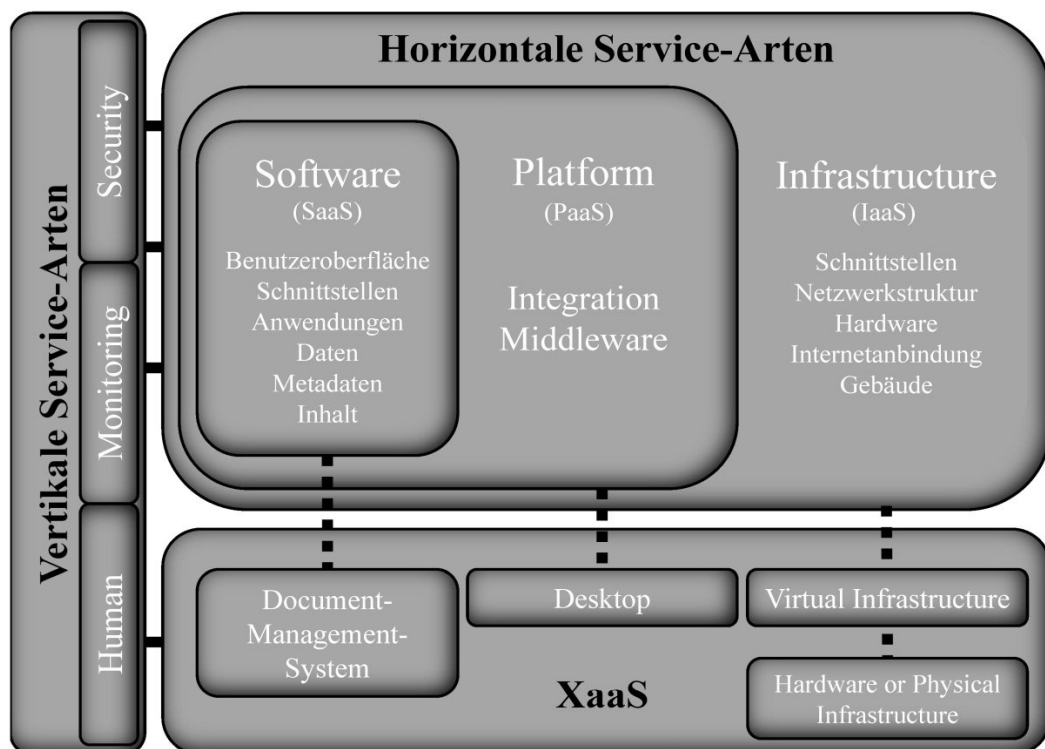 Vertikale Service-Arten
Security
Monitoring
Human
Horizontale Service-Arten
Software
(SaaS)
Benutzeroberfläche
Schnittstellen
Anwendungen
Daten
Metadaten
Inhalt
Platform
(PaaS)
Integration
Middleware
Infrastructure
(IaaS)
Schnittstellen
Netzwerkstruktur
Hardware
Internetanbindung
Gebäude
Document-
Management-
System
Desktop
Virtual Infrastructure
Hardware or Physical
Infrastructure
XaaS